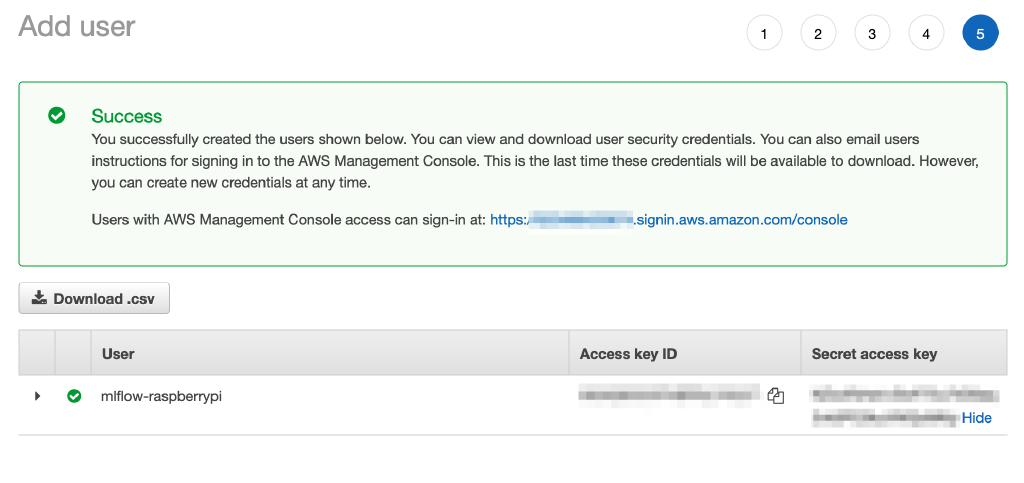 Add user
1 2 3 4 5
Success
You successfully created the users shown below. You can view and download user security credentials. You can also email users
instructions for signing in to the AWS Management Console. This is the last time these credentials will be available to download. However,
you can create new credentials at any time.
Users with AWS Management Console access can sign-in at: https:/ .signin.aws.amazon.com/console
Download .csv
User Access key ID Secret access key
mlflow-raspberrypi
Hide